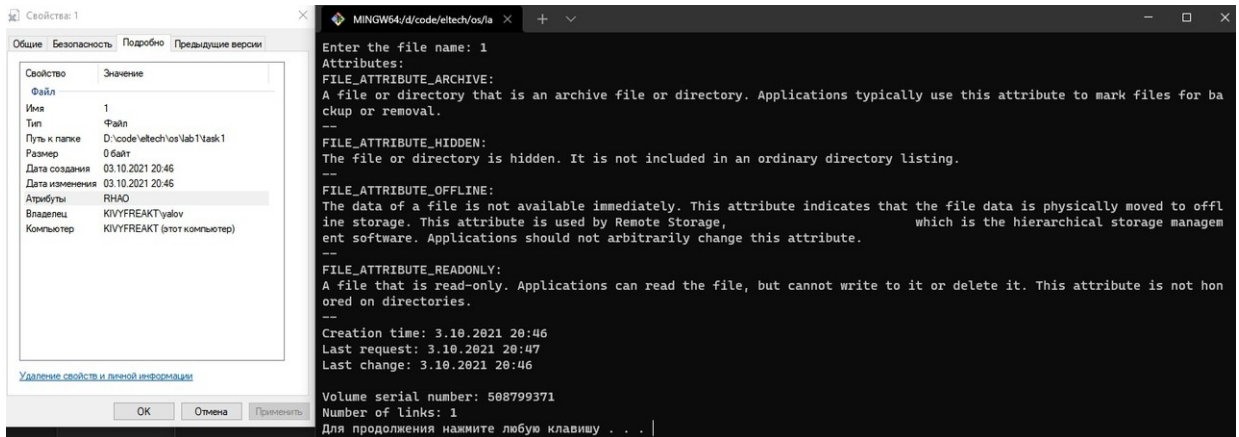 Свойства: 1
Общие Безопасность Подробно Предыдущие версии
Свойство Значение
Файл
Имя 1
Тип Файл
Путь к папке D:\code\eltech\os\lab1\task1
Размер 0 байт
Дата создания 03.10.2021 20:46
Дата изменения 03.10.2021 20:46
Атрибуты RHAO
Владелец KIVYFREAKT\yalov
Компьютер KIVYFREAKT (этот компьютер)
Удаление свойств и личной информации
OK Отмена Применить
MINGW64:/d/code/eltech/os/la
Enter the file name: 1
Attributes:
FILE_ATTRIBUTE_ARCHIVE:
A file or directory that is an archive file or directory. Applications typically use this attribute to mark files for ba
ckup or removal.
--
FILE_ATTRIBUTE_HIDDEN:
The file or directory is hidden. It is not included in an ordinary directory listing.
--
FILE_ATTRIBUTE_OFFLINE:
The data of a file is not available immediately. This attribute indicates that the file data is physically moved to offl
ine storage. This attribute is used by Remote Storage, which is the hierarchical storage managem
ent software. Applications should not arbitrarily change this attribute.
--
FILE_ATTRIBUTE_READONLY:
A file that is read-only. Applications can read the file, but cannot write to it or delete it. This attribute is not hon
ored on directories.
--
Creation time: 3.10.2021 20:46
Last request: 3.10.2021 20:47
Last change: 3.10.2021 20:46
Volume serial number: 508799371
Number of links: 1
Для продолжения нажмите любую клавишу . . .